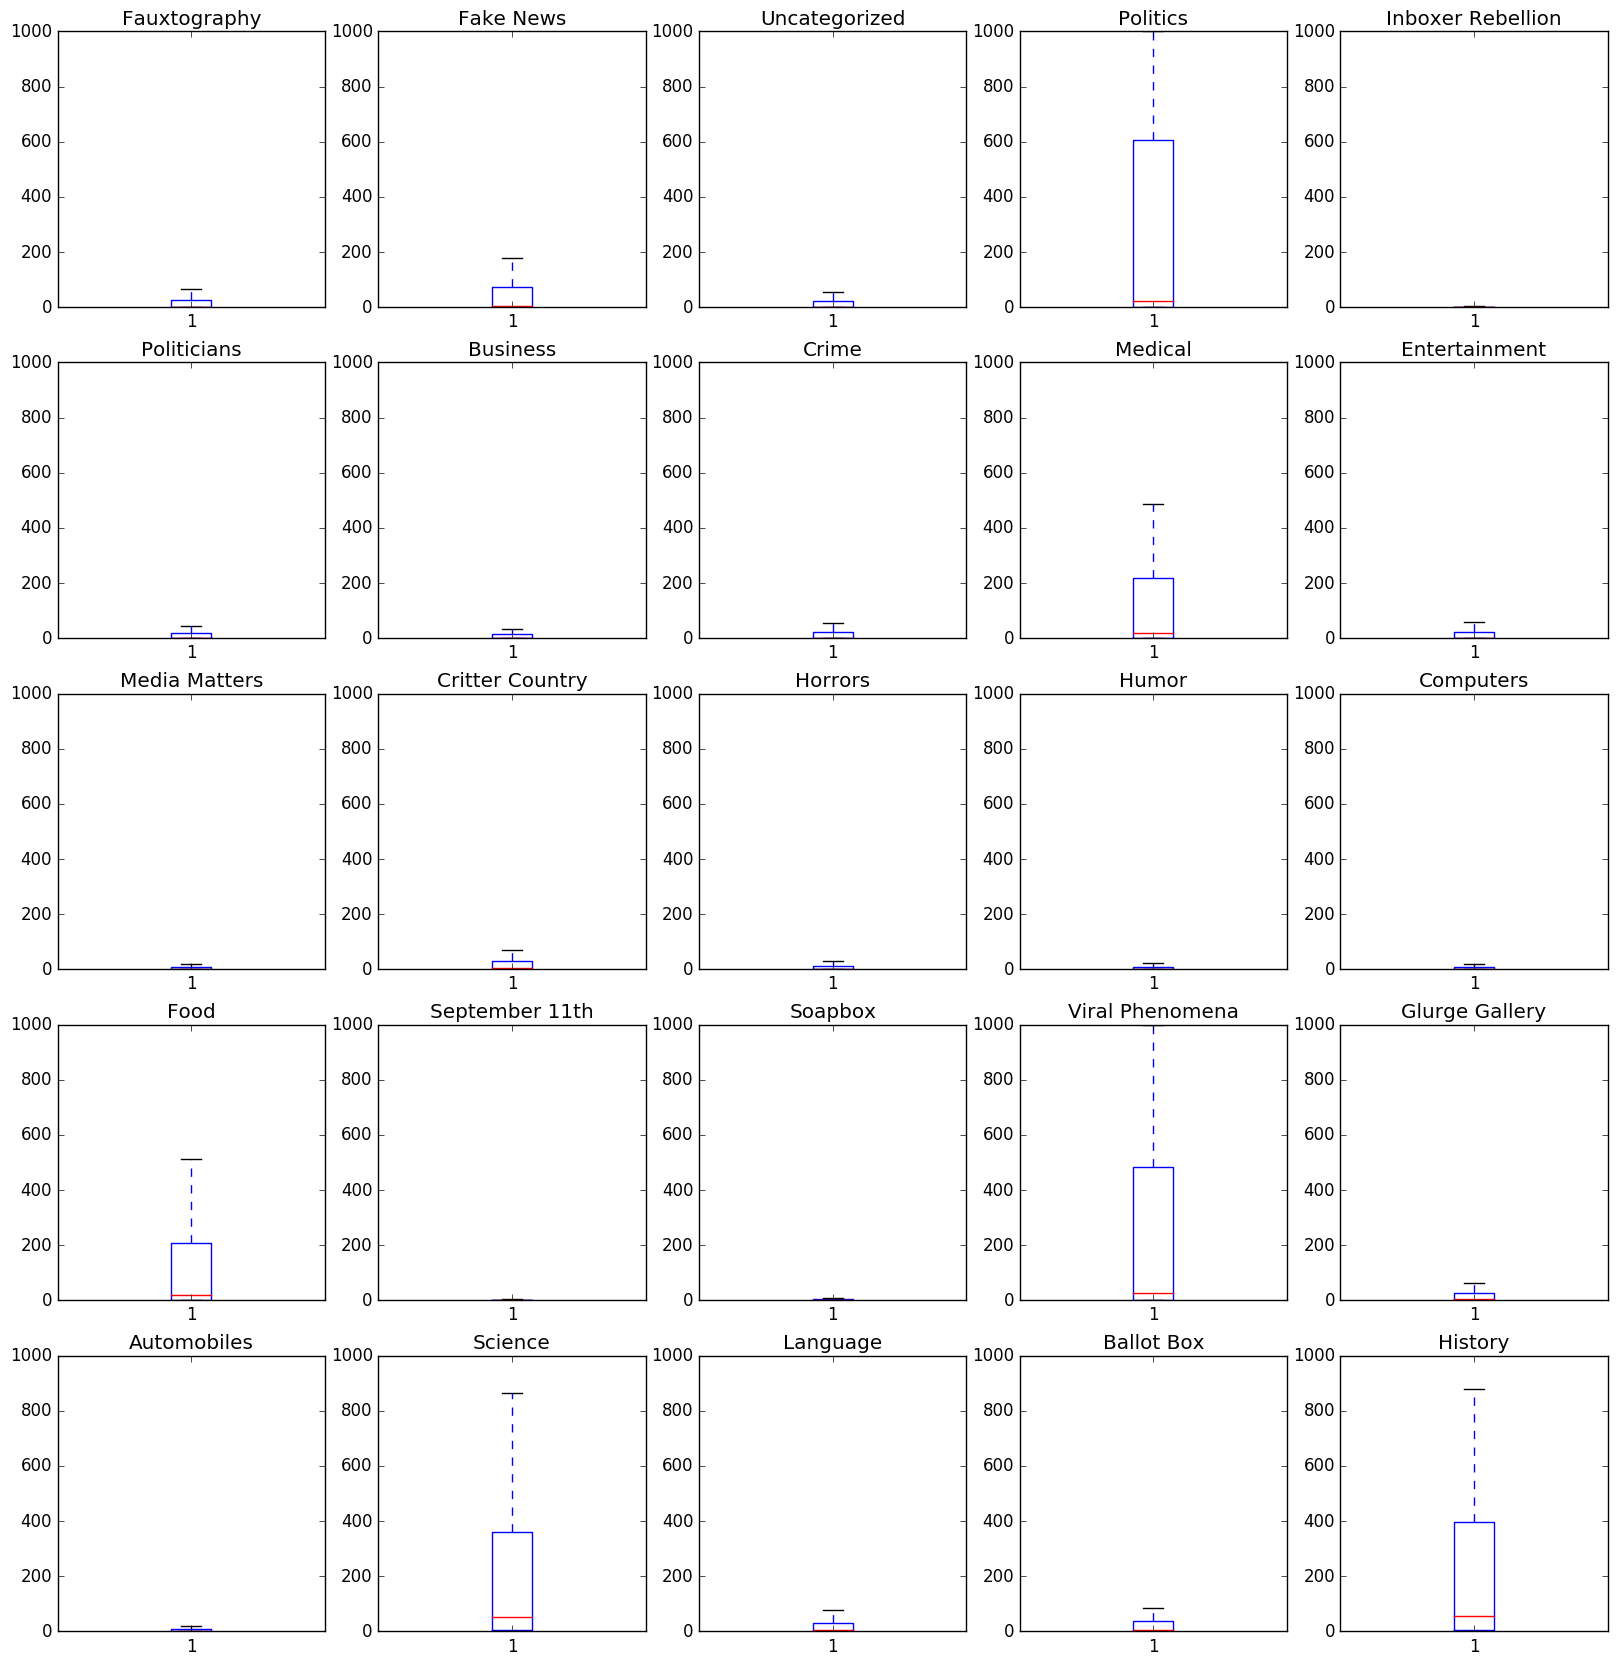 Fauxtography Fake News Uncategorized Politics Inboxer Rebellion
1000 1000 1000 1000 1000
800 800 800 800 800
600 600 600 600 600
400 400 400 400 400
200 200 200 200 200
0 0 0 0 0
1 1 1 1 1
Politicians Business Crime Medical Entertainment
1000 1000 1000 1000 1000
800 800 800 800 800
600 600 600 600 600
400 400 400 400 400
200 200 200 200 200
0 0 0 0 0
1 1 1 1 1
Media Matters Critter Country Horrors Humor Computers
1000 1000 1000 1000 1000
800 800 800 800 800
600 600 600 600 600
400 400 400 400 400
200 200 200 200 200
0 0 0 0 0
1 1 1 1 1
Food September 11th Soapbox Viral Phenomena Glurge Gallery
1000 1000 1000 1000 1000
800 800 800 800 800
600 600 600 600 600
400 400 400 400 400
200 200 200 200 200
0 0 0 0 0
1 1 1 1 1
Automobiles Science Language Ballot Box History
1000 1000 1000 1000 1000
800 800 800 800 800
600 600 600 600 600
400 400 400 400 400
200 200 200 200 200
0 0 0 0 0
1 1 1 1 1